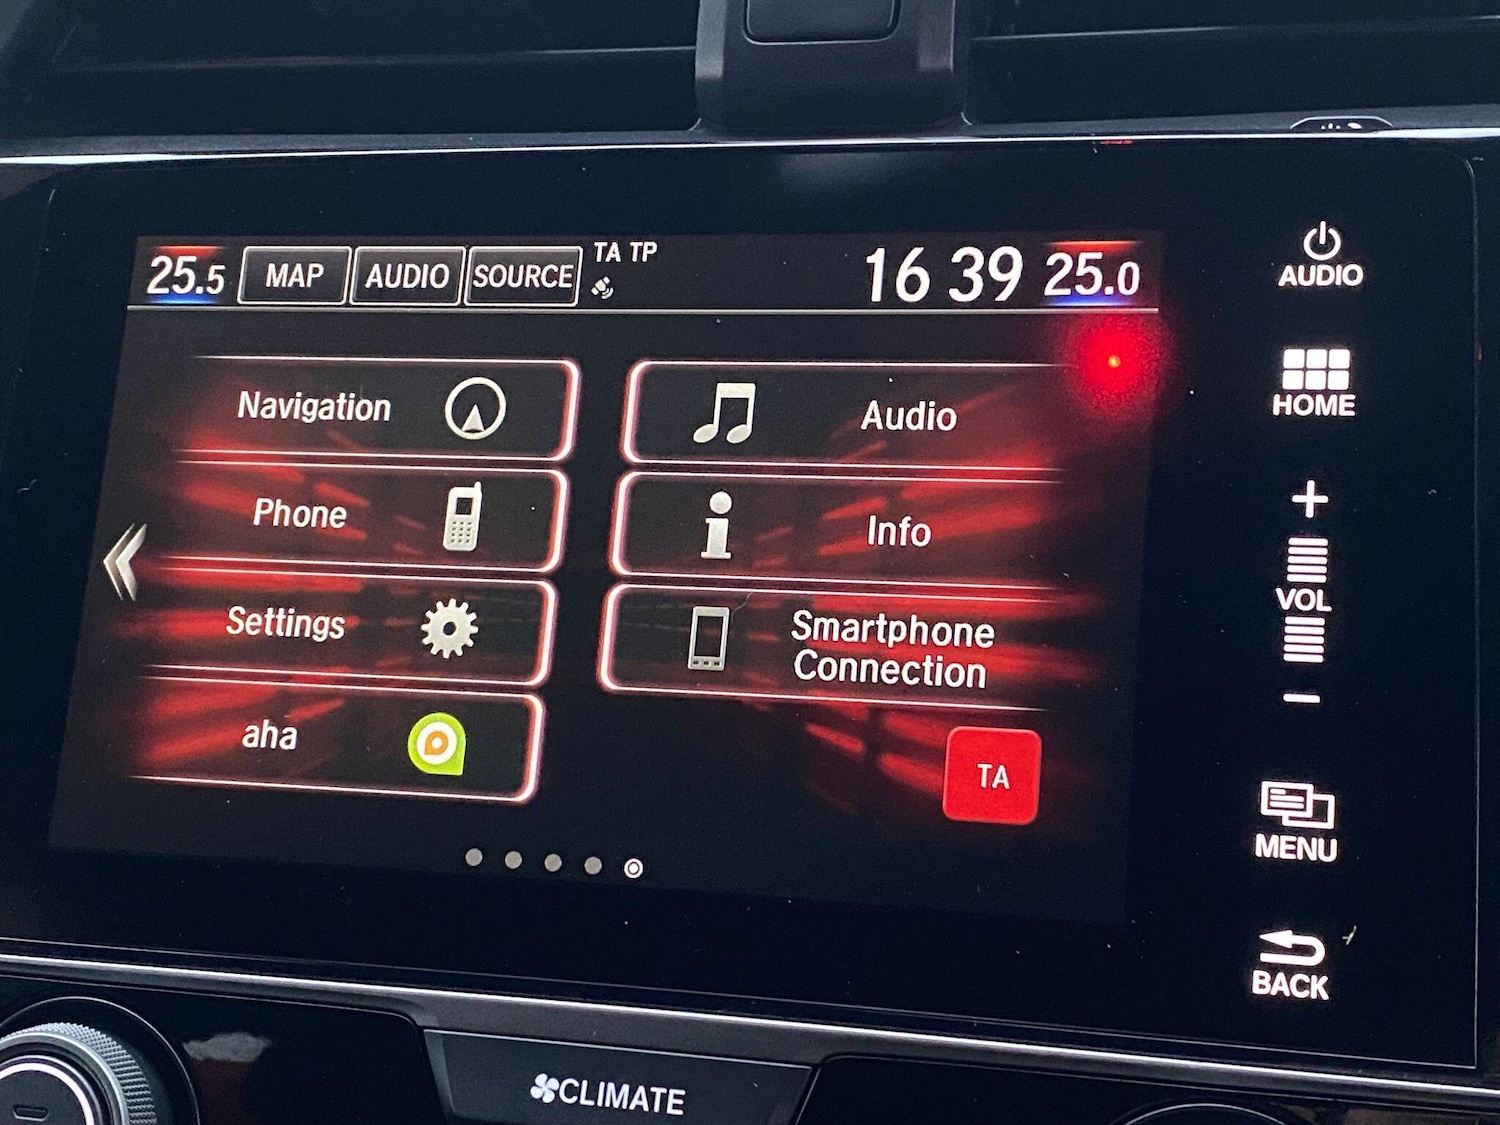 25.5
MAP
AUDIO
SOURCE
TA TP
16 39
25.0
Navigation
Audio
Phone
Info
Settings
Smartphone
Connection
aha
TA
AUDIO
HOME
+
VOL
−
MENU
BACK
CLIMATE